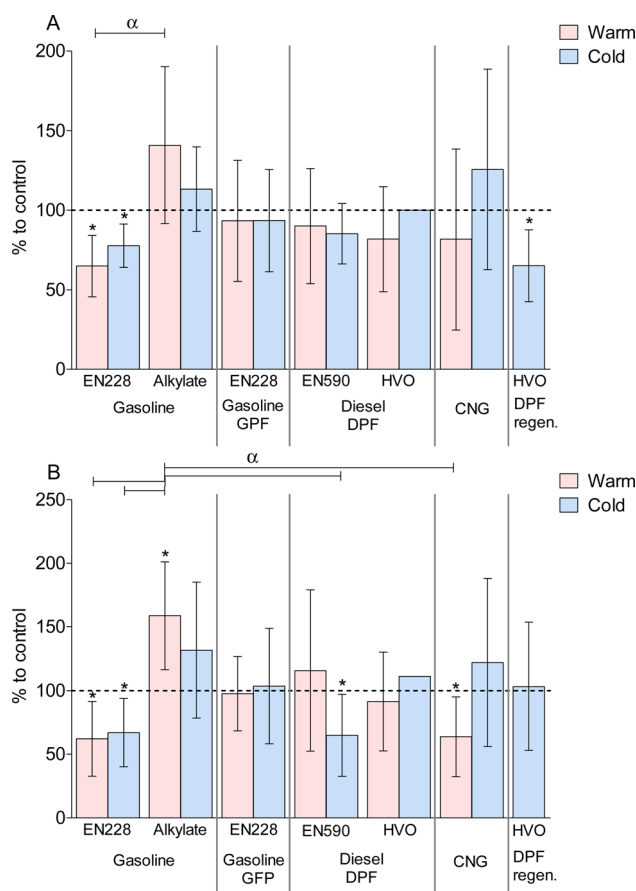 A
α
Warm
Cold
200
150
100
50
0
% to control
*
*
*
EN228
Alkylate
EN228
EN590
HVO
HVO
Gasoline
Gasoline
GPF
Diesel
DPF
CNG
DPF
regen.
B
α
Warm
Cold
250
200
150
100
50
0
% to control
*
*
*
*
*
EN228
Alkylate
EN228
EN590
HVO
HVO
Gasoline
Gasoline
GFP
Diesel
DPF
CNG
DPF
regen.